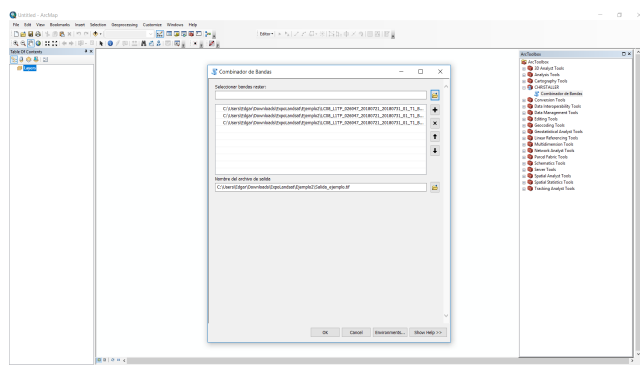 Untitled - ArcMap
File Edit View Bookmarks Insert Selection Geoprocessing Customize Windows Help
Editor
Table Of Contents
Layers
Combinador de Bandas
Seleccionar bandas raster:
C:\Users\Edgar\Downloads\ExpoLandsat\Ejemplo2\LC08_L1TP_026047_20180721_20180731_01_T1_B...
C:\Users\Edgar\Downloads\ExpoLandsat\Ejemplo2\LC08_L1TP_026047_20180721_20180731_01_T1_B...
C:\Users\Edgar\Downloads\ExpoLandsat\Ejemplo2\LC08_L1TP_026047_20180721_20180731_01_T1_B...
Nombre del archivo de salida
C:\Users\Edgar\Downloads\ExpoLandsat\Ejemplo2\Salida_ejemplo.tif
OK Cancel Environments... Show Help >>
ArcToolbox
ArcToolbox
3D Analyst Tools
Analysis Tools
Cartography Tools
CHRISTALLER
Combinador de Bandas
Conversion Tools
Data Interoperability Tools
Data Management Tools
Editing Tools
Geocoding Tools
Geostatistical Analyst Tools
Linear Referencing Tools
Multidimension Tools
Network Analyst Tools
Parcel Fabric Tools
Schematics Tools
Server Tools
Spatial Analyst Tools
Spatial Statistics Tools
Tracking Analyst Tools